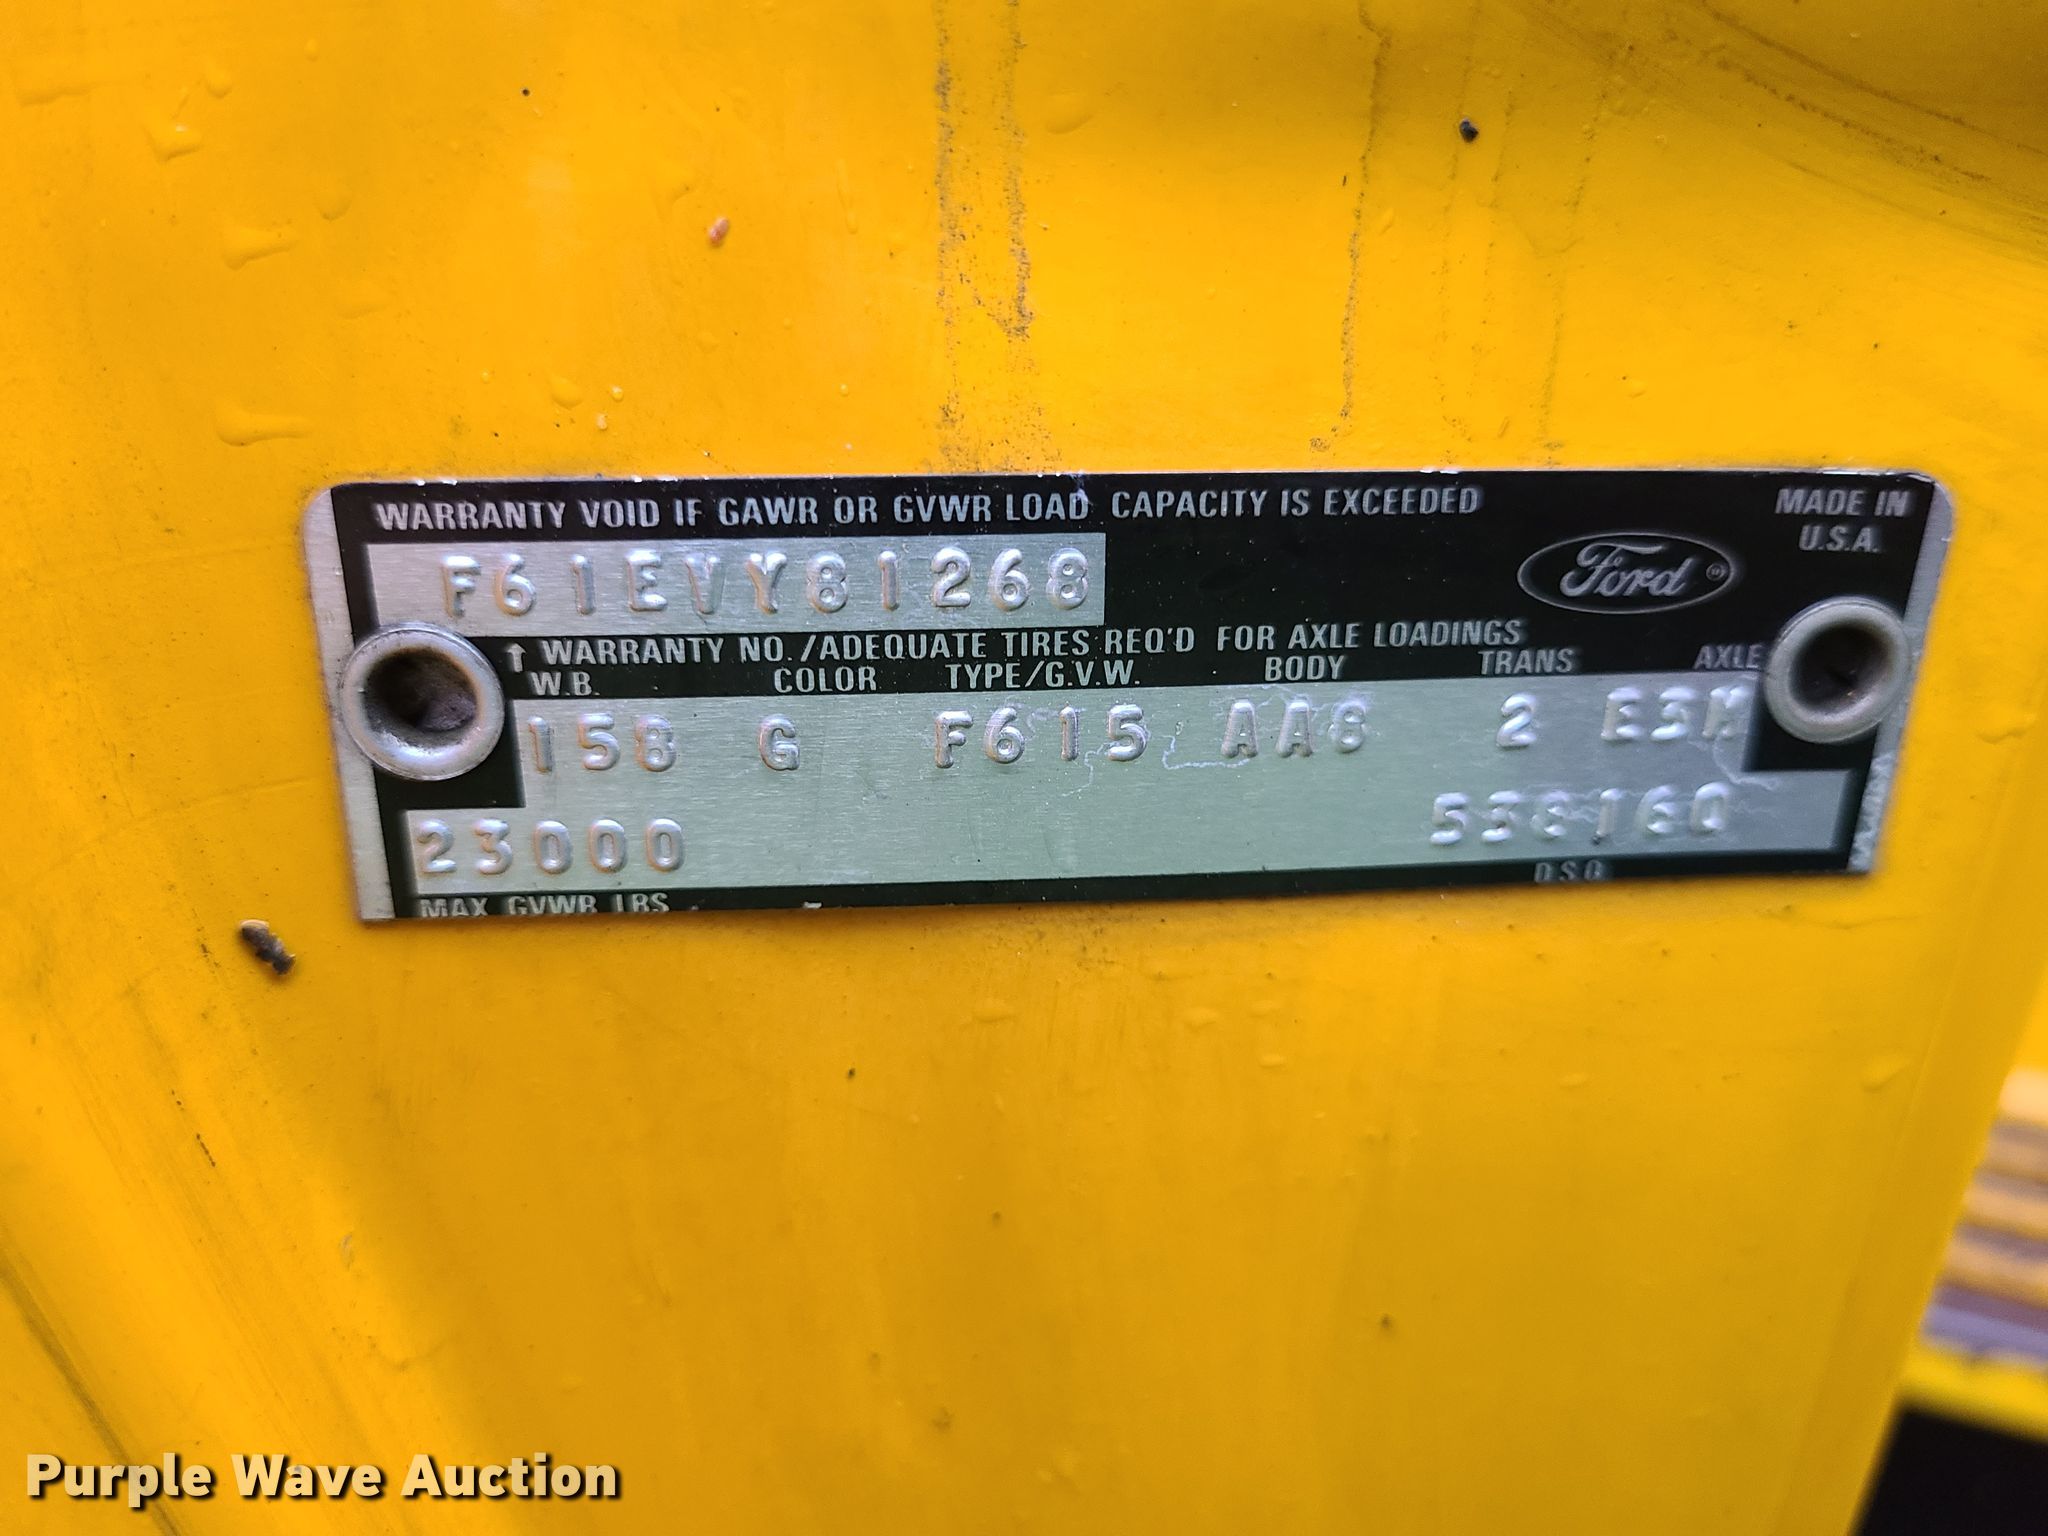 WARRANTY VOID IF GAWR OR GVWR LOAD CAPACITY IS EXCEEDED
MADE IN
U.S.A.
F61EVY81268
Ford ®
↑ WARRANTY NO./ADEQUATE TIRES REQ'D FOR AXLE LOADINGS
W.B. COLOR TYPE/G.V.W. BODY TRANS AXLE
158 G F615 AA8 2 E3M
23000 538160
MAX GVWR LBS. D.S.O.
Purple Wave Auction